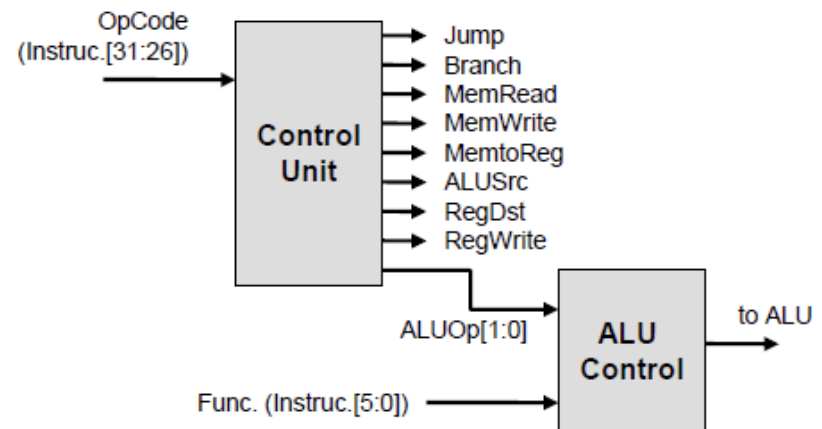 OpCode
(Instruc.[31:26])
Control
Unit
Jump
Branch
MemRead
MemWrite
MemtoReg
ALUSrc
RegDst
RegWrite
ALUOp[1:0]
ALU
Control
to ALU
Func. (Instruc.[5:0])